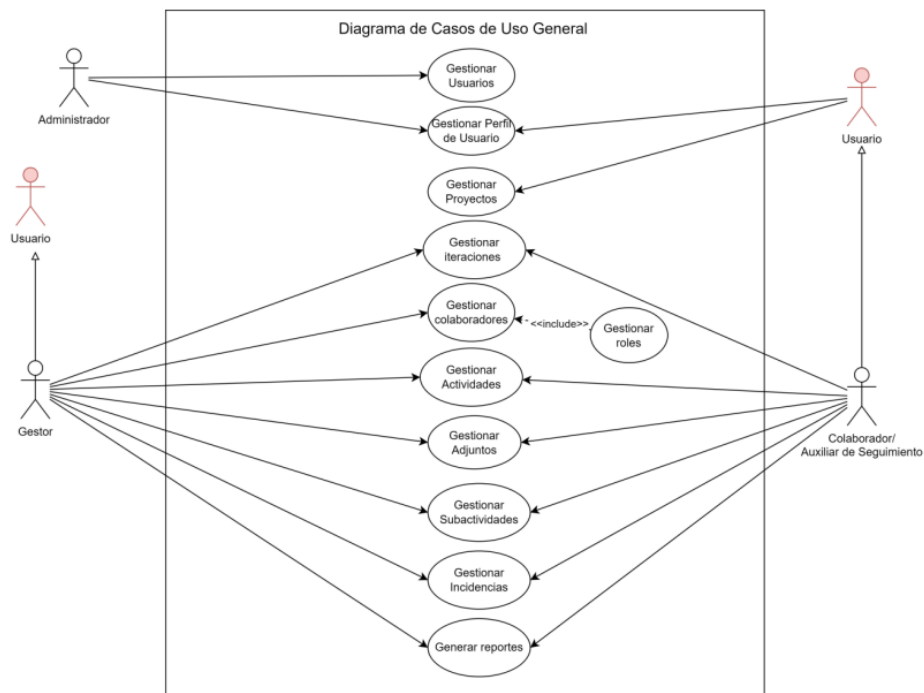 Diagrama de Casos de Uso General
Administrador
Gestionar
Usuarios
Gestionar Perfil
de Usuario
Usuario
Gestionar
Proyectos
Usuario
Gestionar
iteraciones
Gestionar
colaboradores
<<include>>
Gestionar
roles
Gestionar
Actividades
Gestor
Colaborador/
Auxiliar de Seguimiento
Gestionar
Adjuntos
Gestionar
Subactividades
Gestionar
Incidencias
Generar reportes